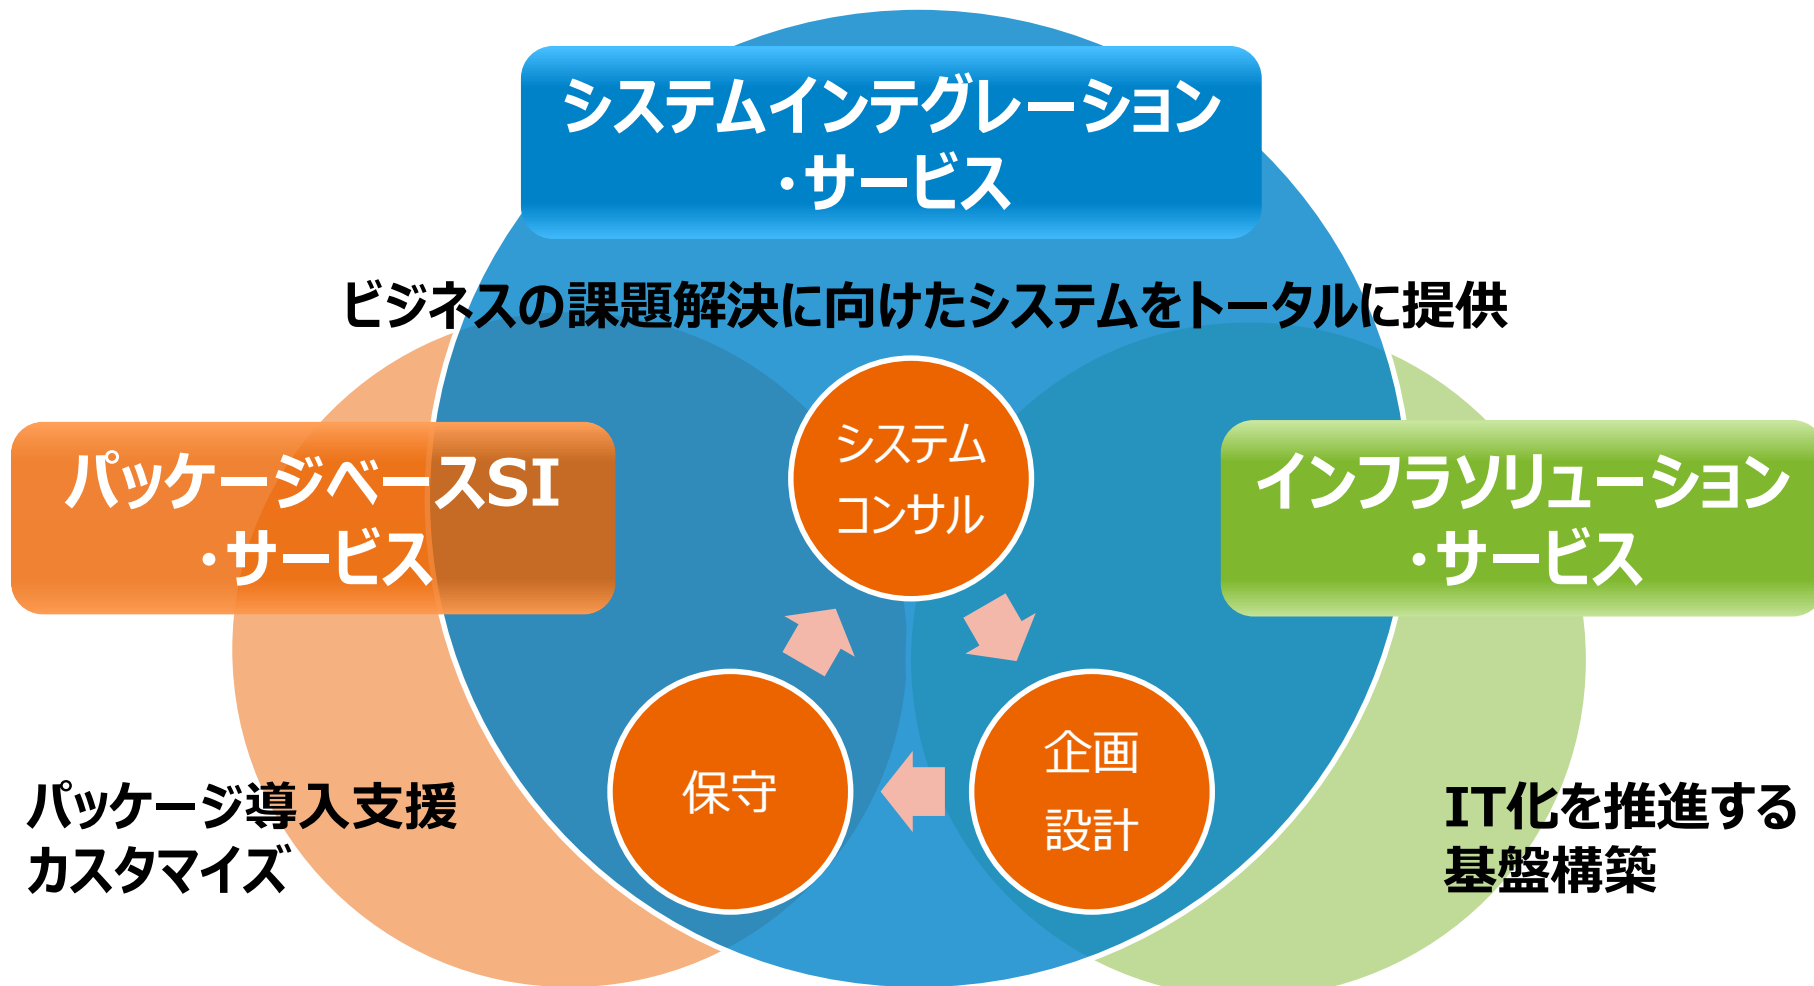 システムインテグレーション
・サービス
ビジネスの課題解決に向けたシステムをトータルに提供
システム
コンサル
パッケージベースSI
・サービス
インフラソリューション
・サービス
企画
設計
保守
パッケージ導入支援
カスタマイズ
IT化を推進する
基盤構築